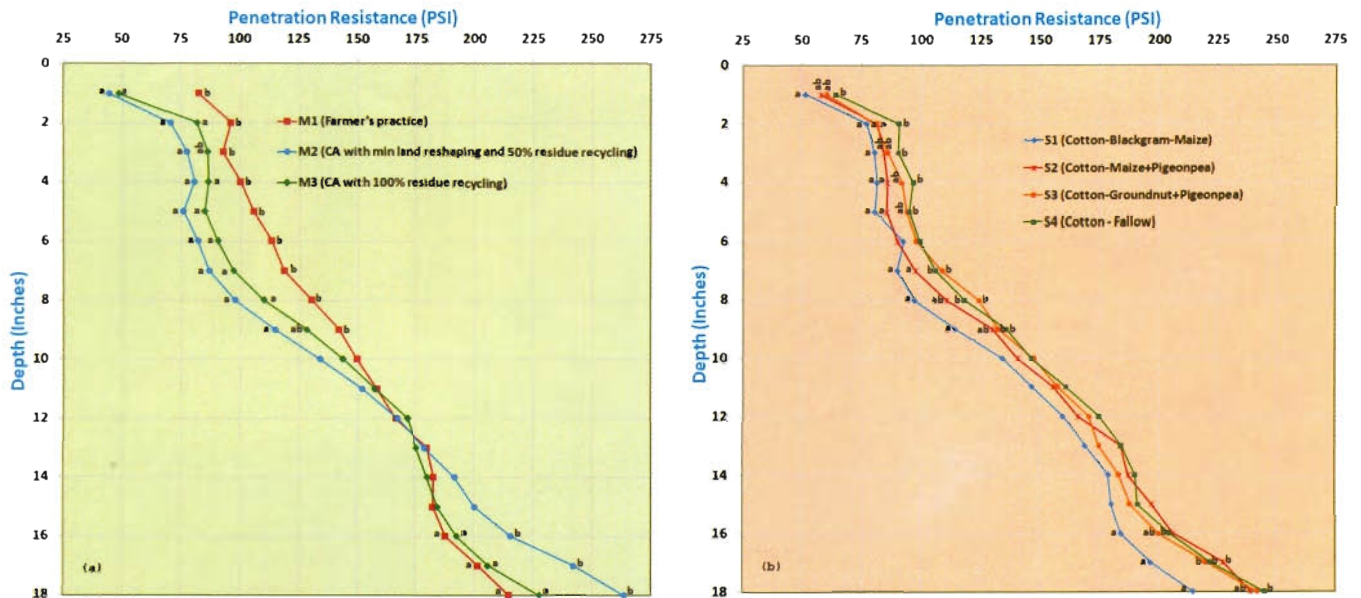 Penetration Resistance (PSI)
25 50 75 100 125 150 175 200 225 250 275
0
2
4
6
8
10
12
14
16
18
Depth (Inches)
M1 (Farmer's practice)
M2 (CA with min land reshaping and 50% residue recycling)
M3 (CA with 100% residue recycling)
a b
a a b
a b
a a b
a a b
a a b
a a b
a a b
a ab b
a a b
a a b
a b
(a)
Penetration Resistance (PSI)
25 50 75 100 125 150 175 200 225 250 275
0
2
4
6
8
10
12
14
16
18
Depth (Inches)
S1 (Cotton-Blackgram-Maize)
S2 (Cotton-Maize+Pigeonpea)
S3 (Cotton-Groundnut+Pigeonpea)
S4 (Cotton - Fallow)
(b)